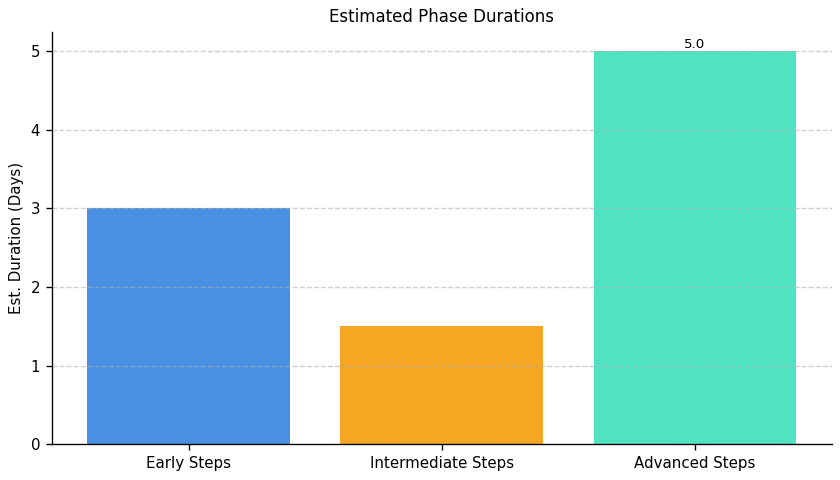 Estimated Phase Durations
Est. Duration (Days)
5
4
3
2
1
0
5.0
Early Steps
Intermediate Steps
Advanced Steps